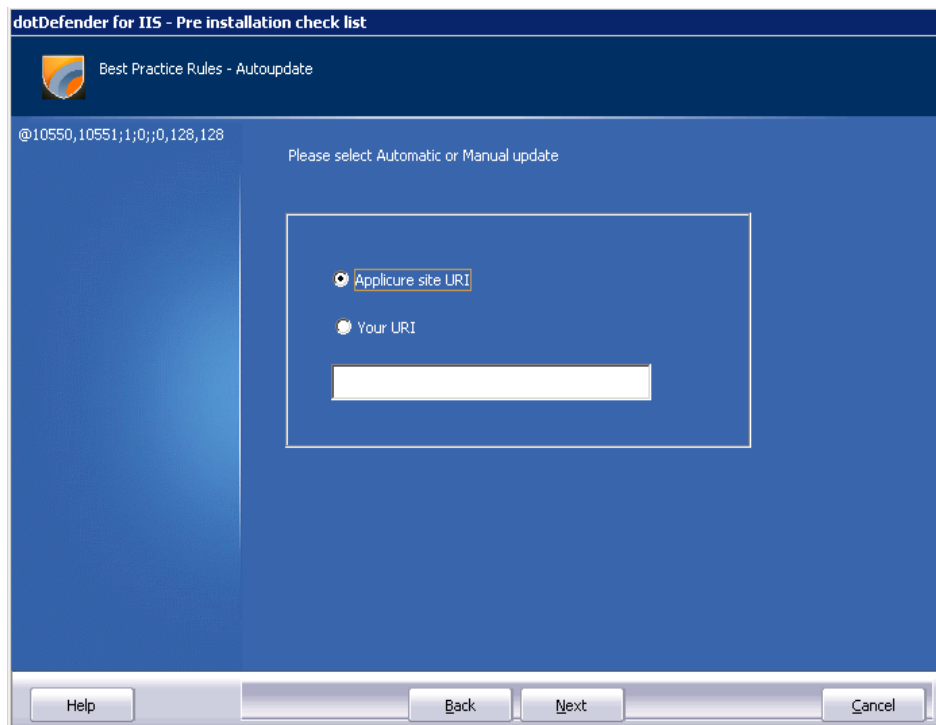 dotDefender for IIS - Pre installation check list
Best Practice Rules - Autoupdate
@10550,10551;1;0;;0,128,128
Please select Automatic or Manual update
Applicure site URI
Your URI
Help
Back
Next
Cancel